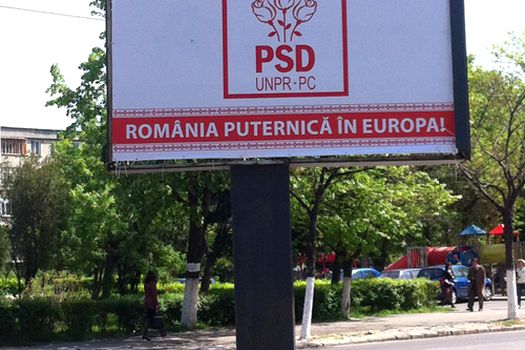 PSD
UNPR - PC
ROMÂNIA PUTERNICĂ ÎN EUROPA!